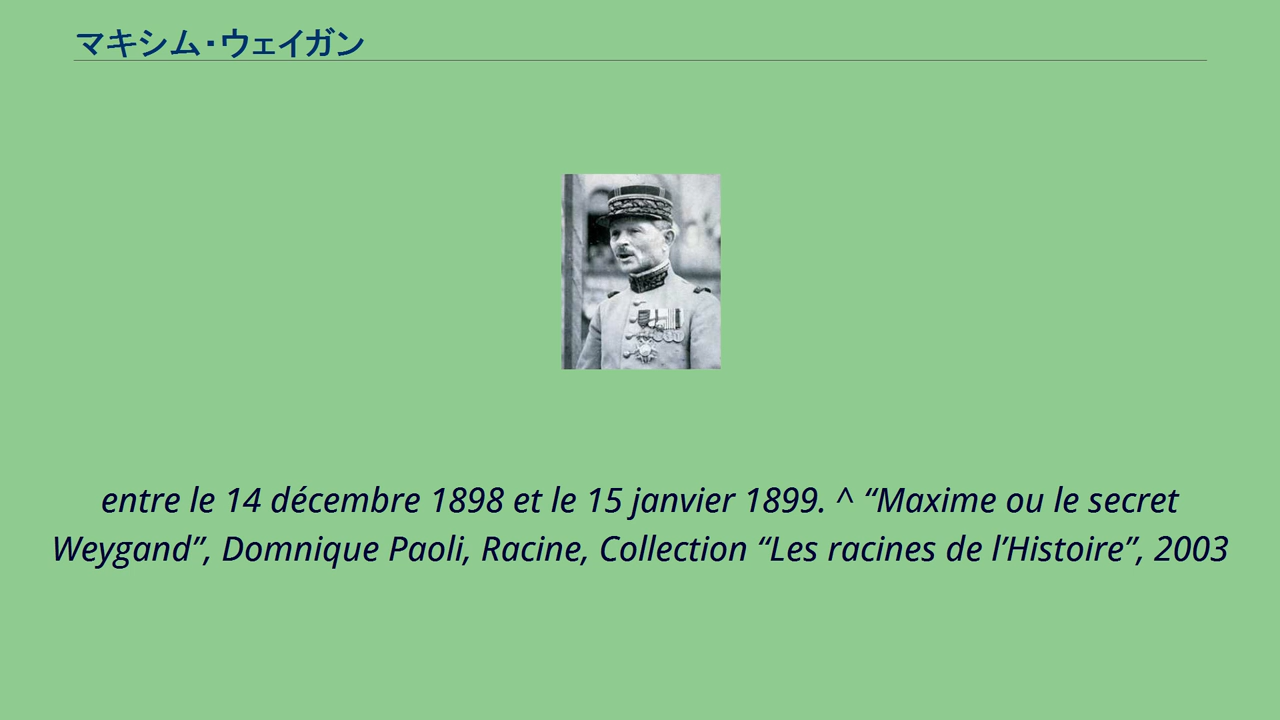 マキシム・ウェイガン
entre le 14 décembre 1898 et le 15 janvier 1899. ^ “Maxime ou le secret
Weygand”, Domnique Paoli, Racine, Collection “Les racines de l’Histoire”, 2003